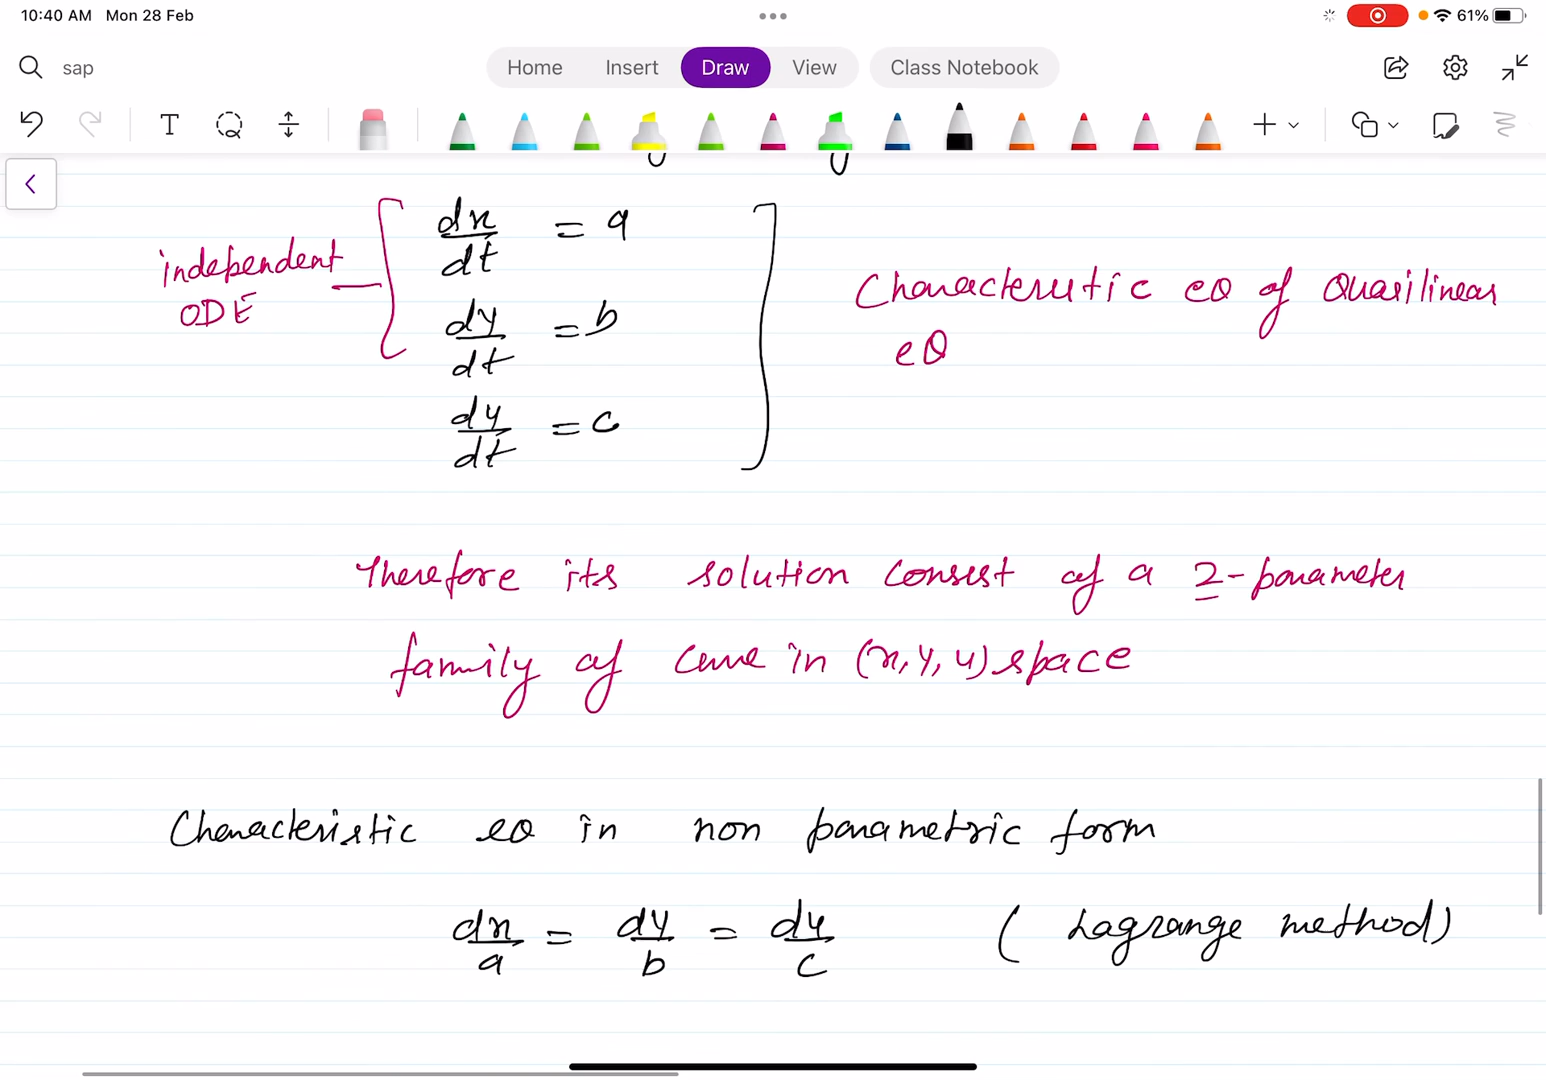 10:40 AM Mon 28 Feb
61%
sap
Home Insert Draw View Class Notebook
T
independent
ODE
dx/dt = a
dy/dt = b
du/dt = c
Characteristic eQ of Quasilinear
eQ
Therefore its solution consist of a 2-parameter
family of curve in (x, y, u) space
Characteristic eQ in non parametric form
dx/a = dy/b = du/c (Lagrange method)